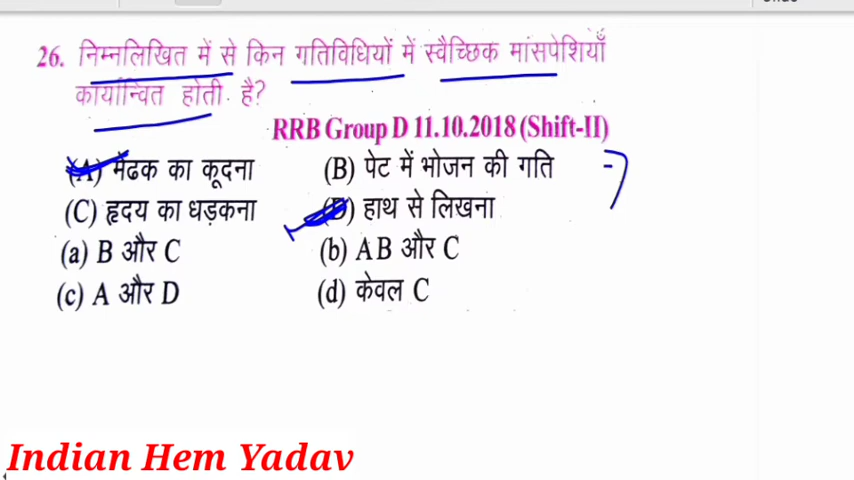 26. निम्नलिखित में से किन गतिविधियों में स्वैच्छिक मांसपेशियाँ
कार्यान्वित होती है?
RRB Group D 11.10.2018 (Shift-II)
(A) मेंढक का कूदना (B) पेट में भोजन की गति
(C) हृदय का धड़कना (D) हाथ से लिखना
(a) B और C (b) AB और C
(c) A और D (d) केवल C
Indian Hem Yadav